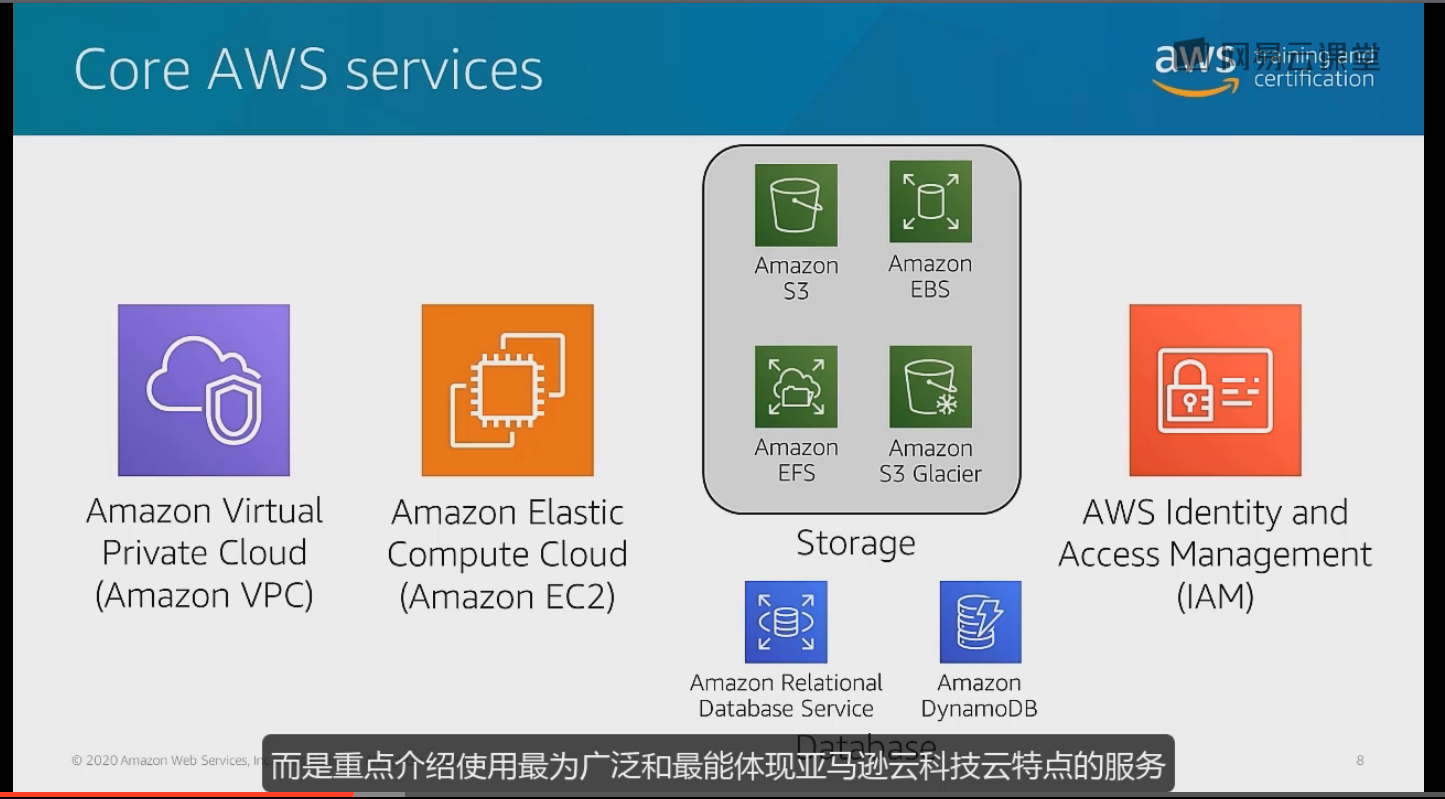 Core AWS services
aws training and
certification
网易云课堂
Amazon
S3
Amazon
EBS
Amazon
EFS
Amazon
S3 Glacier
Storage
Amazon Virtual
Private Cloud
(Amazon VPC)
Amazon Elastic
Compute Cloud
(Amazon EC2)
AWS Identity and
Access Management
(IAM)
Amazon Relational
Database Service
Amazon
DynamoDB
Database
© 2020 Amazon Web Services, In
而是重点介绍使用最为广泛和最能体现亚马逊云科技云特点的服务
8